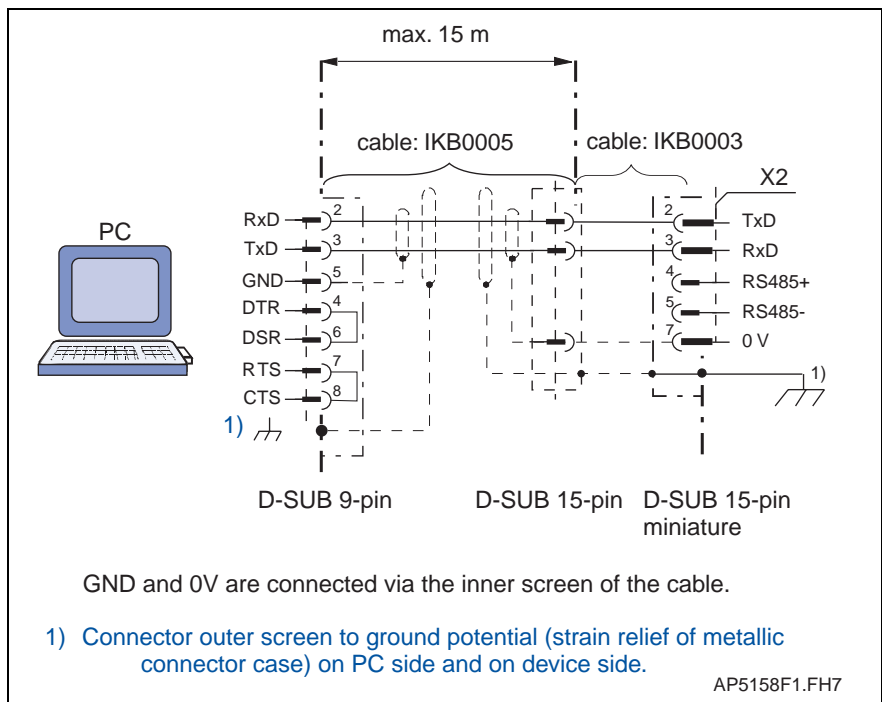 max. 15 m
cable: IKB0005
cable: IKB0003
X2
PC
RxD 2
TxD 3
GND 5
DTR 4
DSR 6
RTS 7
CTS 8
1)
2 TxD
3 RxD
4 RS485+
5 RS485-
7 0 V
1)
D-SUB 9-pin
D-SUB 15-pin
D-SUB 15-pin
miniature
GND and 0V are connected via the inner screen of the cable.
1) Connector outer screen to ground potential (strain relief of metallic
connector case) on PC side and on device side.
AP5158F1.FH7